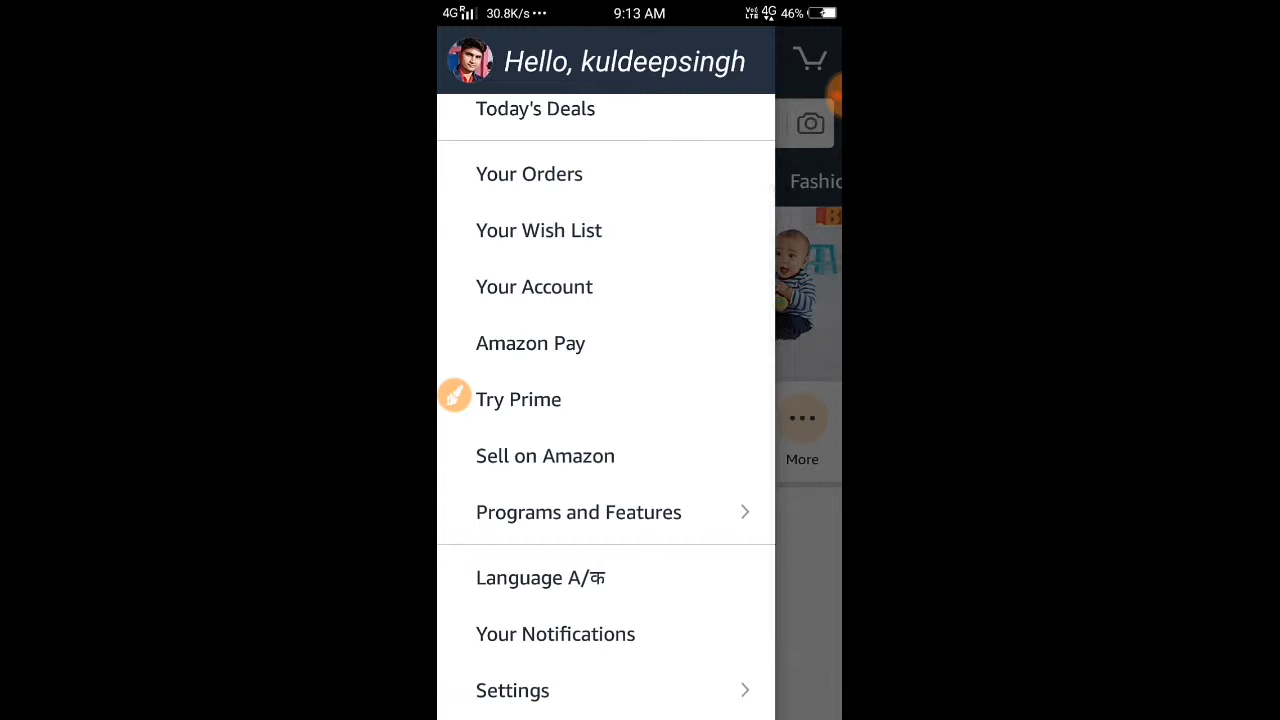 4G R 30.8K/s ••• 9:13 AM VoLTE 4G 46%
Hello, kuldeepsingh
Today's Deals
Your Orders
Your Wish List
Your Account
Amazon Pay
Try Prime
Sell on Amazon
Programs and Features
Language A/क
Your Notifications
Settings
Fashic
B
More